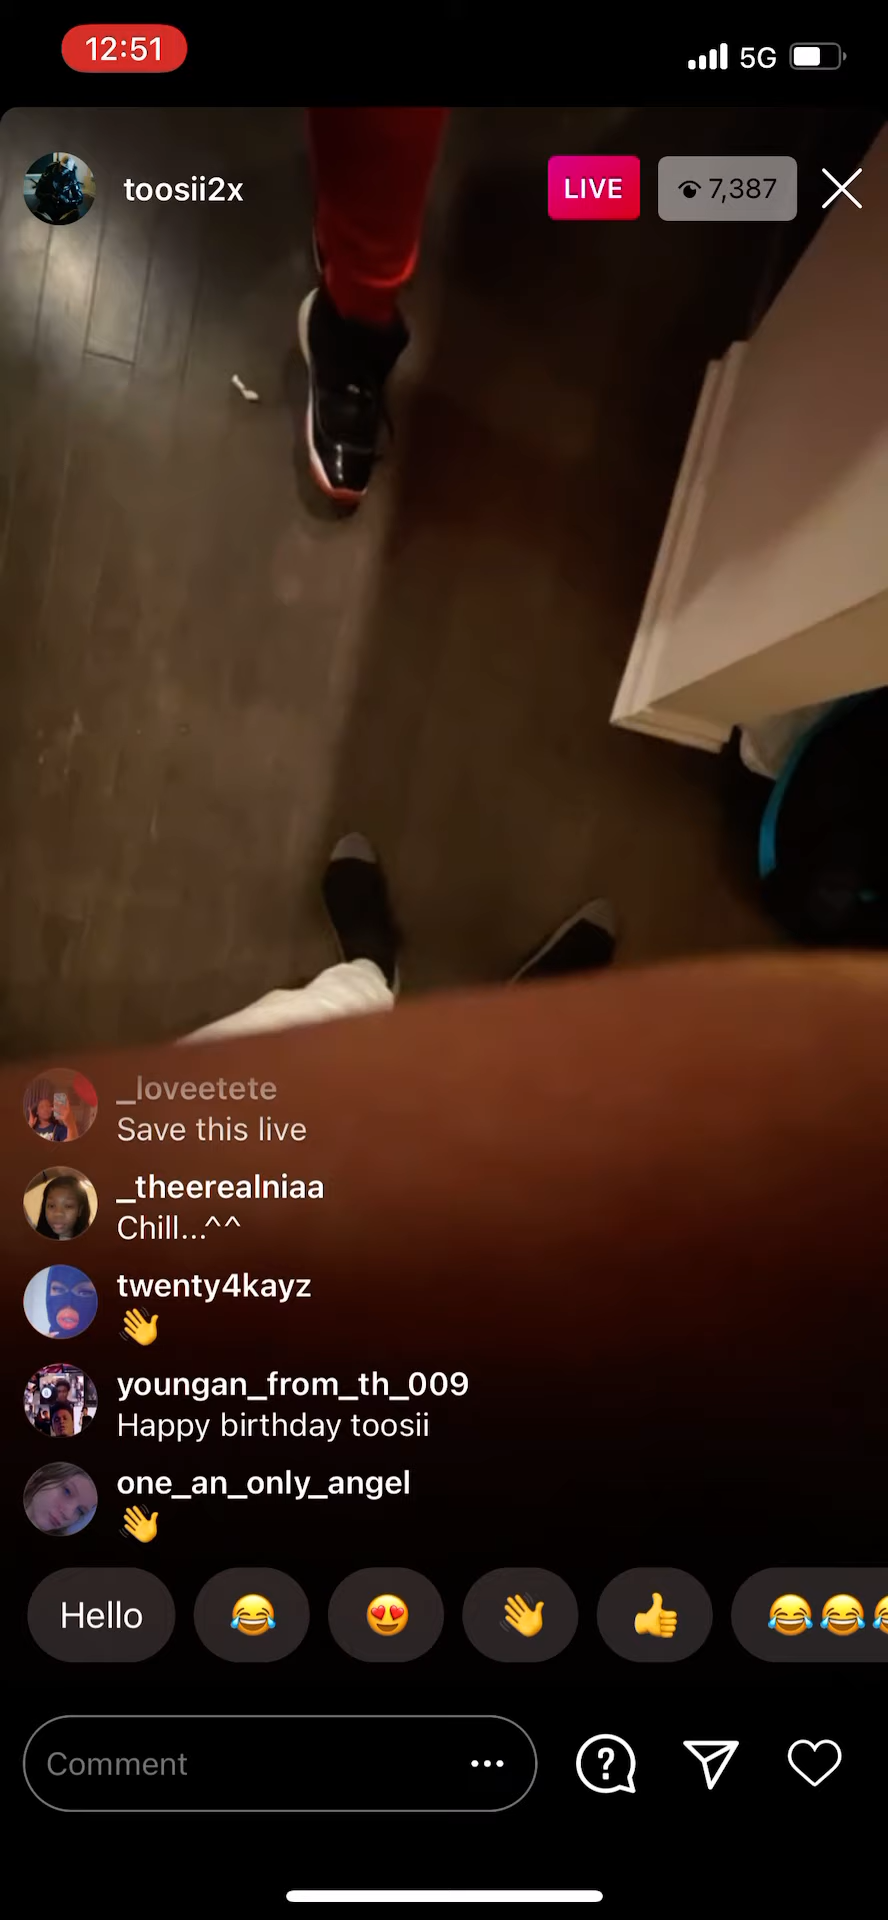 12:51
5G
toosii2x
LIVE
7,387
_loveetete
Save this live
_theerealniaa
Chill...^^
twenty4kayz
👋
youngan_from_th_009
Happy birthday toosii
one_an_only_angel
👋
Hello 😂 😍 👋 👍 😂😂😂
Comment